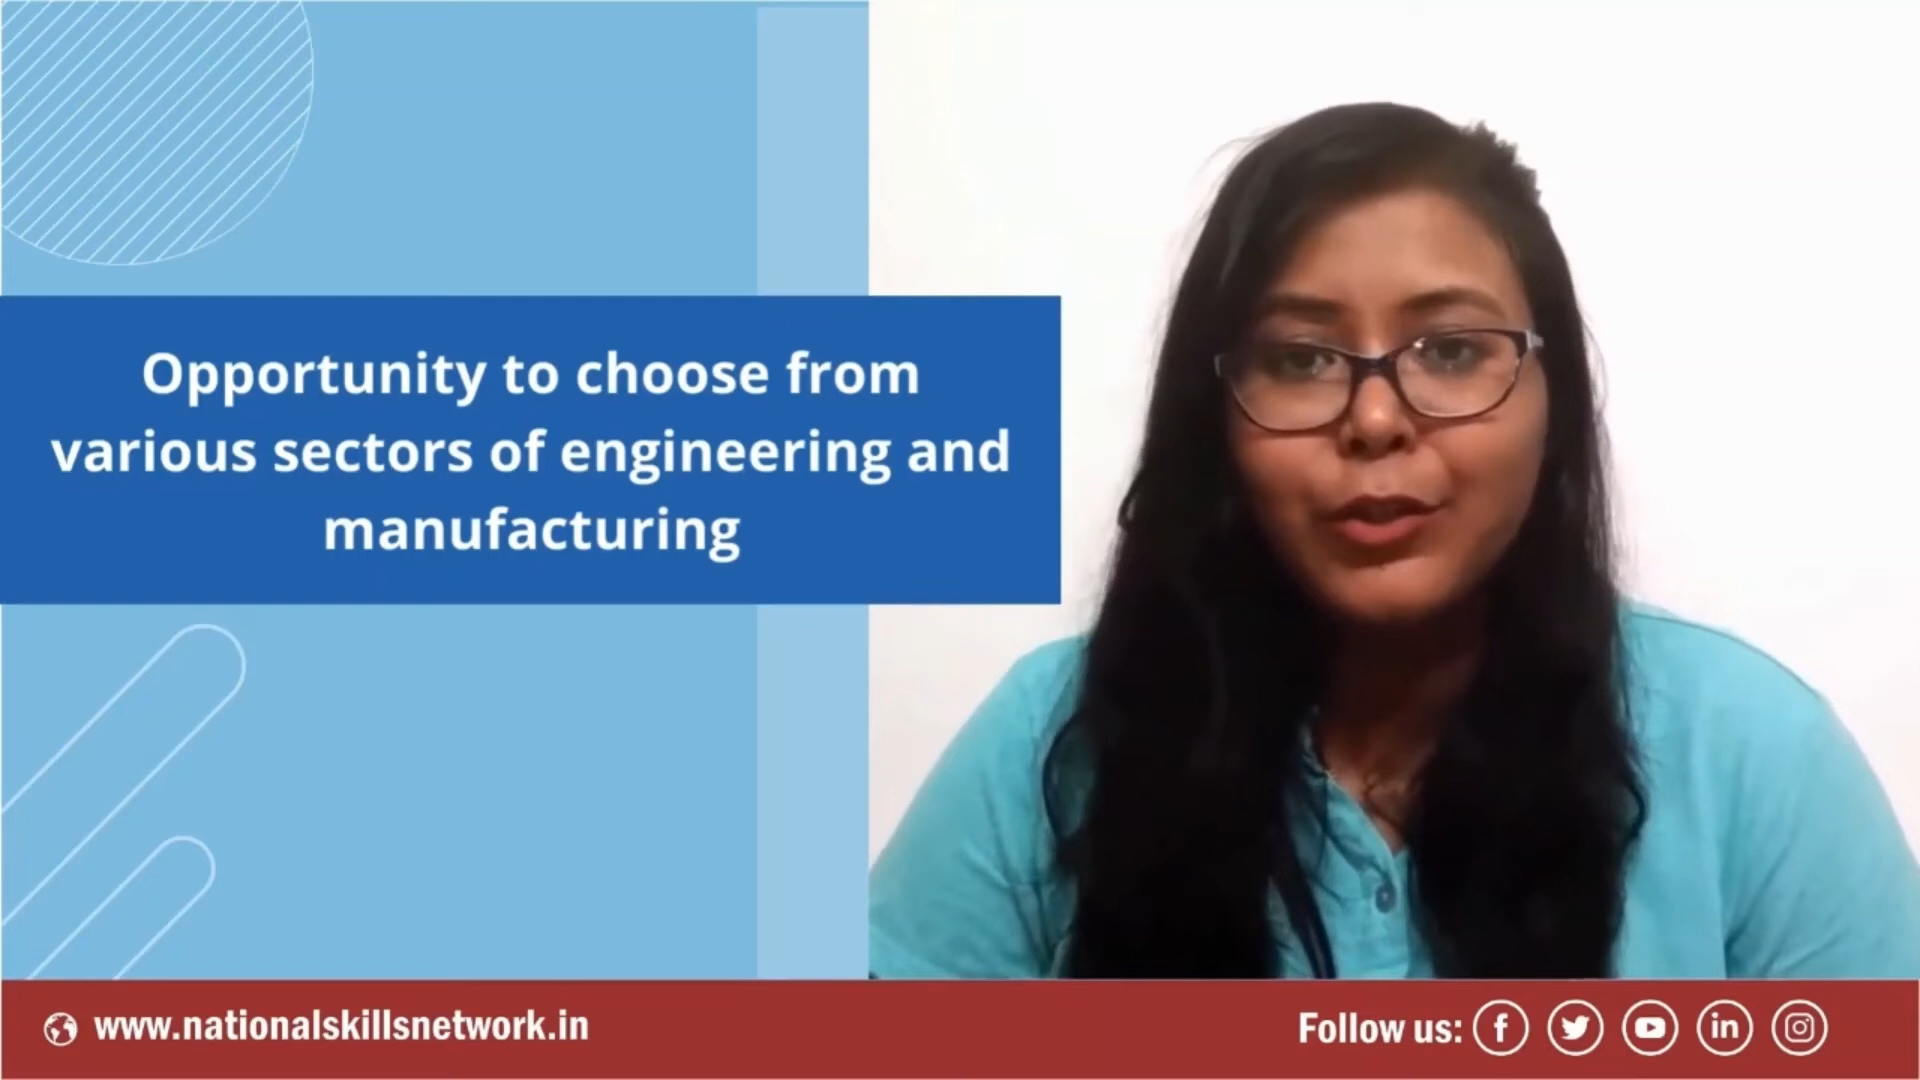 Opportunity to choose from
various sectors of engineering and
manufacturing
www.nationalskillsnetwork.in
Follow us: